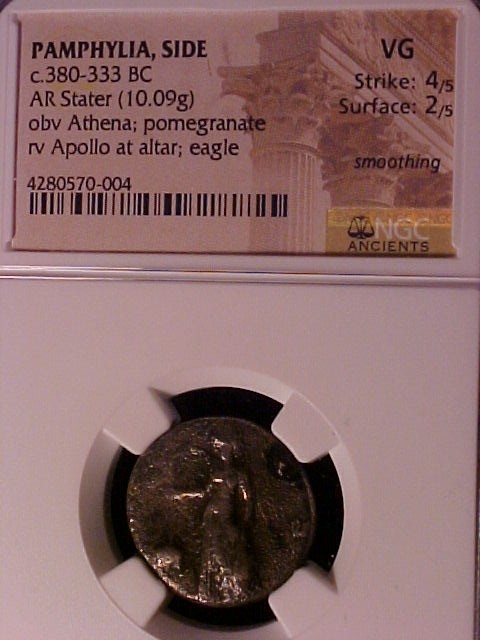 PAMPHYLIA, SIDE
c.380-333 BC
AR Stater (10.09g)
obv Athena; pomegranate
rv Apollo at altar; eagle
4280570-004
VG
Strike: 4/5
Surface: 2/5
smoothing
NGC
ANCIENTS